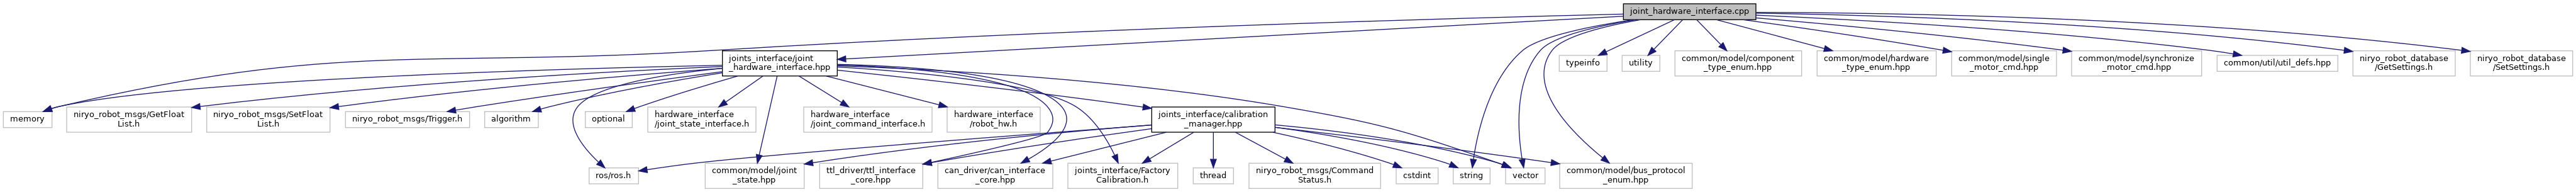 joint_hardware_interface.cpp
joints_interface/joint
_hardware_interface.hpp
typeinfo
utility
common/model/component
_type_enum.hpp
common/model/hardware
_type_enum.hpp
common/model/single
_motor_cmd.hpp
common/model/synchronize
_motor_cmd.hpp
common/util/util_defs.hpp
niryo_robot_database
/GetSettings.h
niryo_robot_database
/SetSettings.h
memory
niryo_robot_msgs/GetFloat
List.h
niryo_robot_msgs/SetFloat
List.h
niryo_robot_msgs/Trigger.h
algorithm
optional
hardware_interface
/joint_state_interface.h
hardware_interface
/joint_command_interface.h
hardware_interface
/robot_hw.h
joints_interface/calibration
_manager.hpp
ros/ros.h
common/model/joint
_state.hpp
ttl_driver/ttl_interface
_core.hpp
can_driver/can_interface
_core.hpp
joints_interface/Factory
Calibration.h
thread
niryo_robot_msgs/Command
Status.h
cstdint
string
vector
common/model/bus_protocol
_enum.hpp